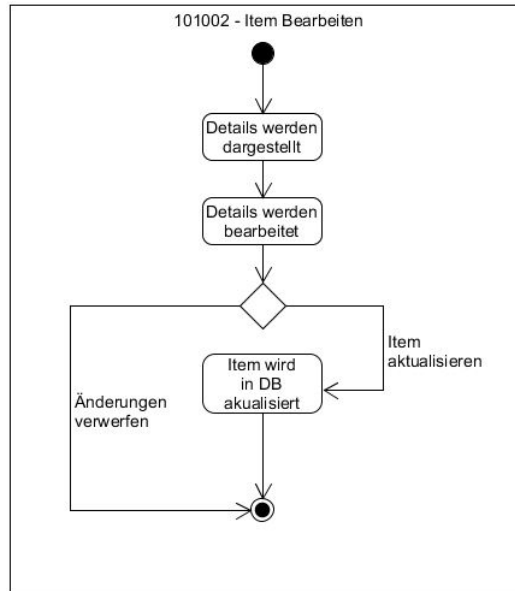 101002 - Item Bearbeiten
Details werden
dargestellt
Details werden
bearbeitet
Item
aktualisieren
Item wird
in DB
akualisiert
Änderungen
verwerfen